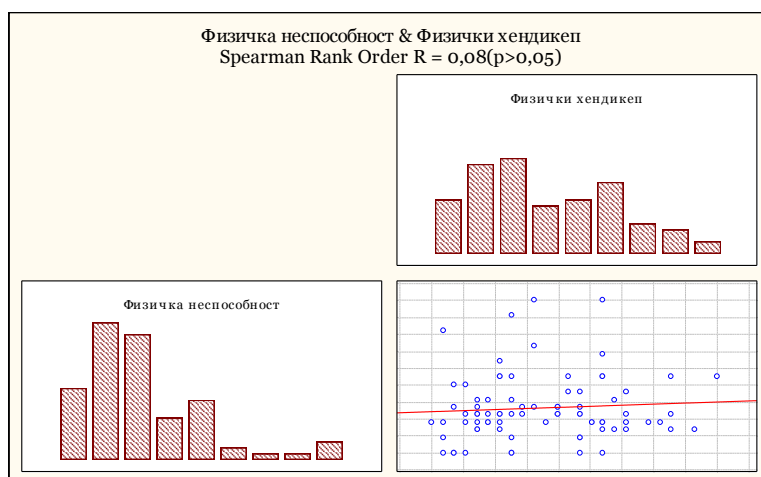 Физичка неспособност & Физички хендикеп
Spearman Rank Order R = 0,08(p>0,05)
Физички хендикеп
Физичка неспособност